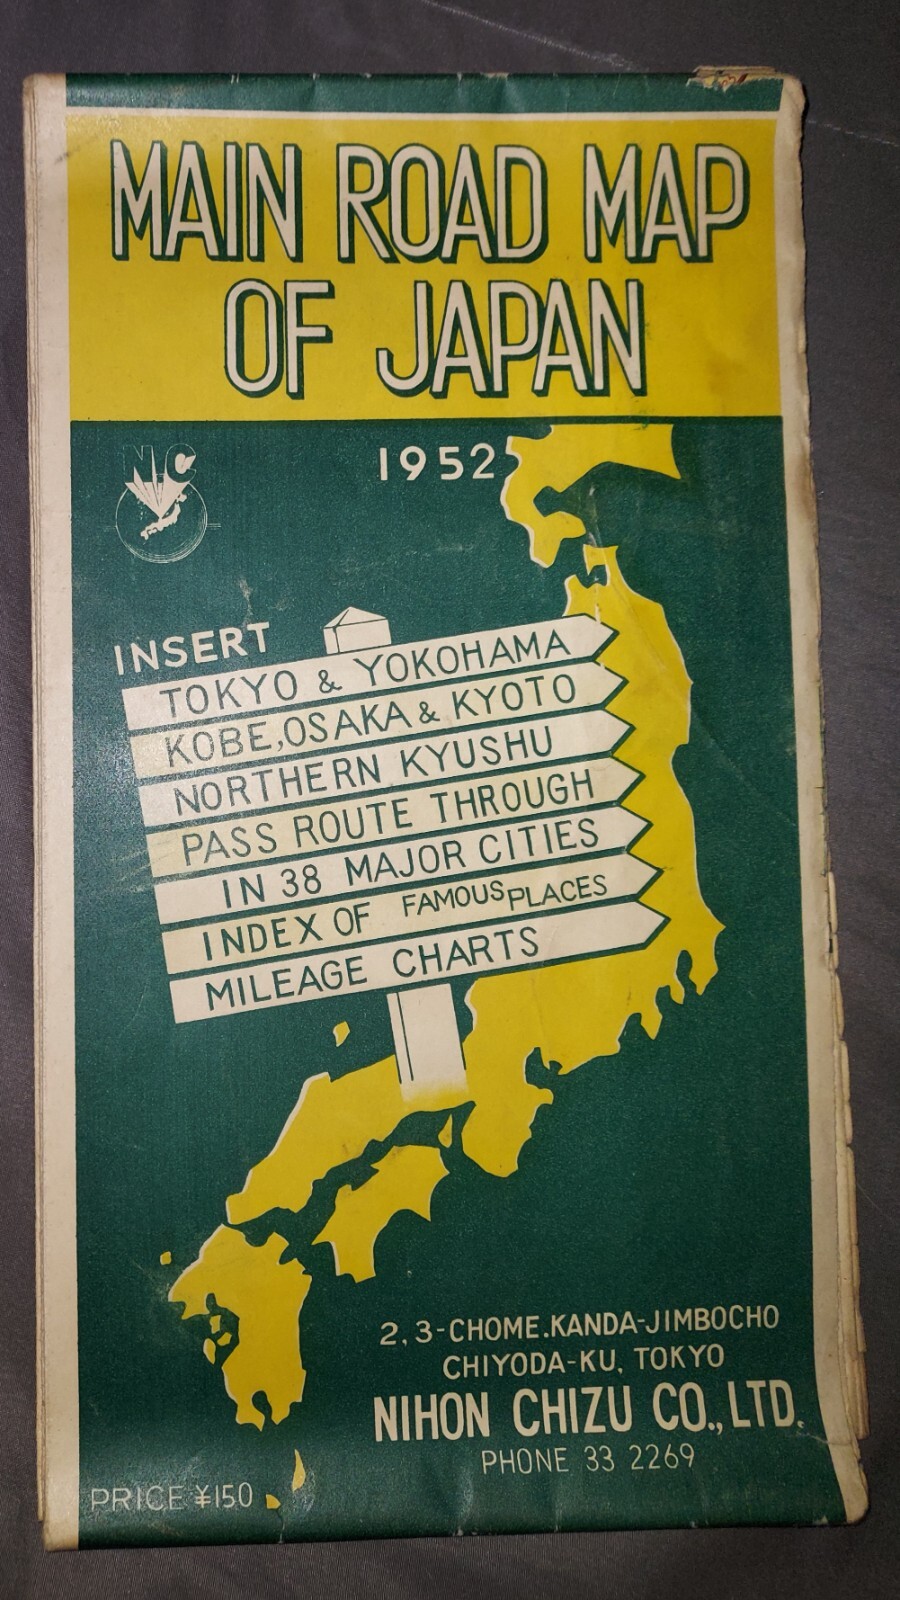 MAIN ROAD MAP
OF JAPAN
1952
NC
INSERT
TOKYO & YOKOHAMA
KOBE, OSAKA & KYOTO
NORTHERN KYUSHU
PASS ROUTE THROUGH
IN 38 MAJOR CITIES
INDEX OF FAMOUS PLACES
MILEAGE CHARTS
2, 3-CHOME. KANDA-JIMBOCHO
CHIYODA-KU, TOKYO
NIHON CHIZU CO., LTD.
PHONE 33 2269
PRICE ¥150